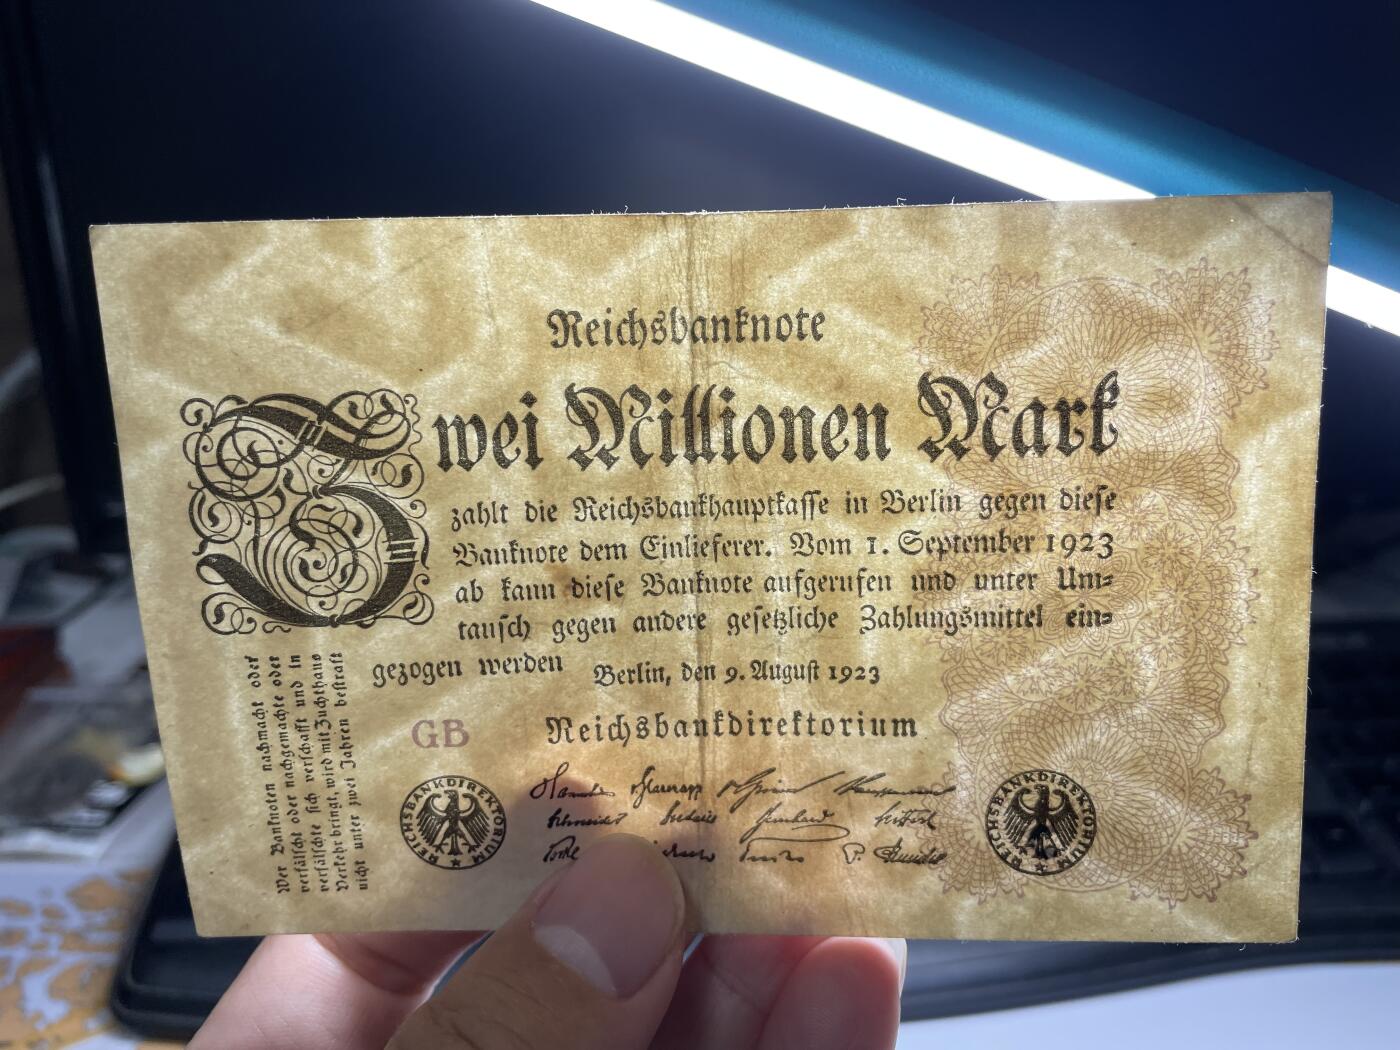 Reichsbanknote
Zwei Millionen Mark
zahlt die Reichsbankhauptkasse in Berlin gegen diese
Banknote dem Einlieferer. Vom 1. September 1923
ab kann diese Banknote aufgerufen und unter Um-
tausch gegen andere gesetzliche Zahlungsmittel ein-
gezogen werden
Berlin, den 9. August 1923
Reichsbankdirektorium
GB
REICHSBANKDIREKTORIUM
REICHSBANKDIREKTORIUM
Wer Banknoten nachmacht oder
verfälscht oder nachgemachte oder
verfälschte sich verschafft und in
Verkehr bringt, wird mit Zuchthaus
nicht unter zwei Jahren bestraft